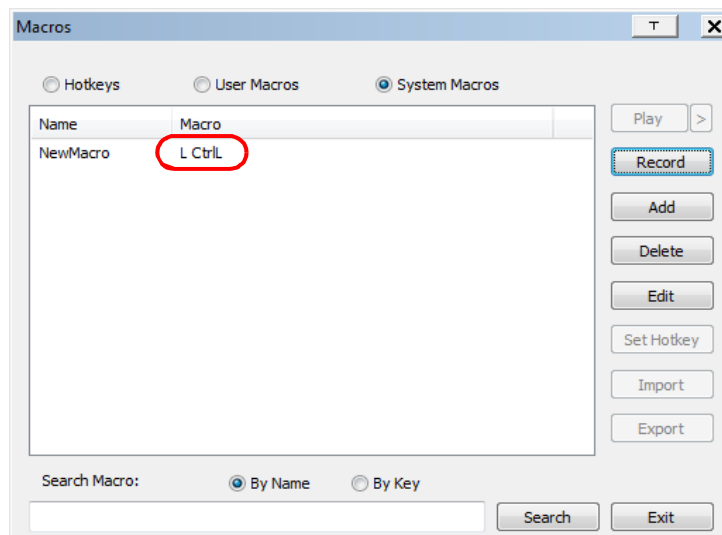 Macros
Hotkeys User Macros System Macros
Name Macro Play >
NewMacro L CtrlL
Record
Add
Delete
Edit
Set Hotkey
Import
Export
Search Macro: By Name By Key
Search Exit